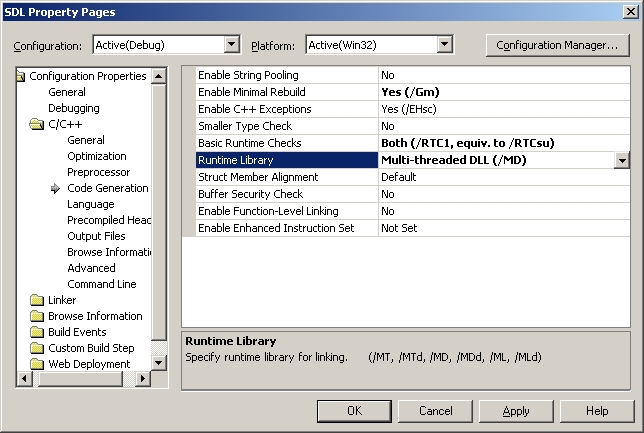 SDL Property Pages
Configuration: Active(Debug) Platform: Active(Win32) Configuration Manager...
Configuration Properties
General
Debugging
C/C++
General
Optimization
Preprocessor
Code Generation
Language
Precompiled Head
Output Files
Browse Informatio
Advanced
Command Line
Linker
Browse Information
Build Events
Custom Build Step
Web Deployment
Enable String Pooling No
Enable Minimal Rebuild Yes (/Gm)
Enable C++ Exceptions Yes (/EHsc)
Smaller Type Check No
Basic Runtime Checks Both (/RTC1, equiv. to /RTCsu)
Runtime Library Multi-threaded DLL (/MD)
Struct Member Alignment Default
Buffer Security Check No
Enable Function-Level Linking No
Enable Enhanced Instruction Set Not Set
Runtime Library
Specify runtime library for linking. (/MT, /MTd, /MD, /MDd, /ML, /MLd)
OK Cancel Apply Help